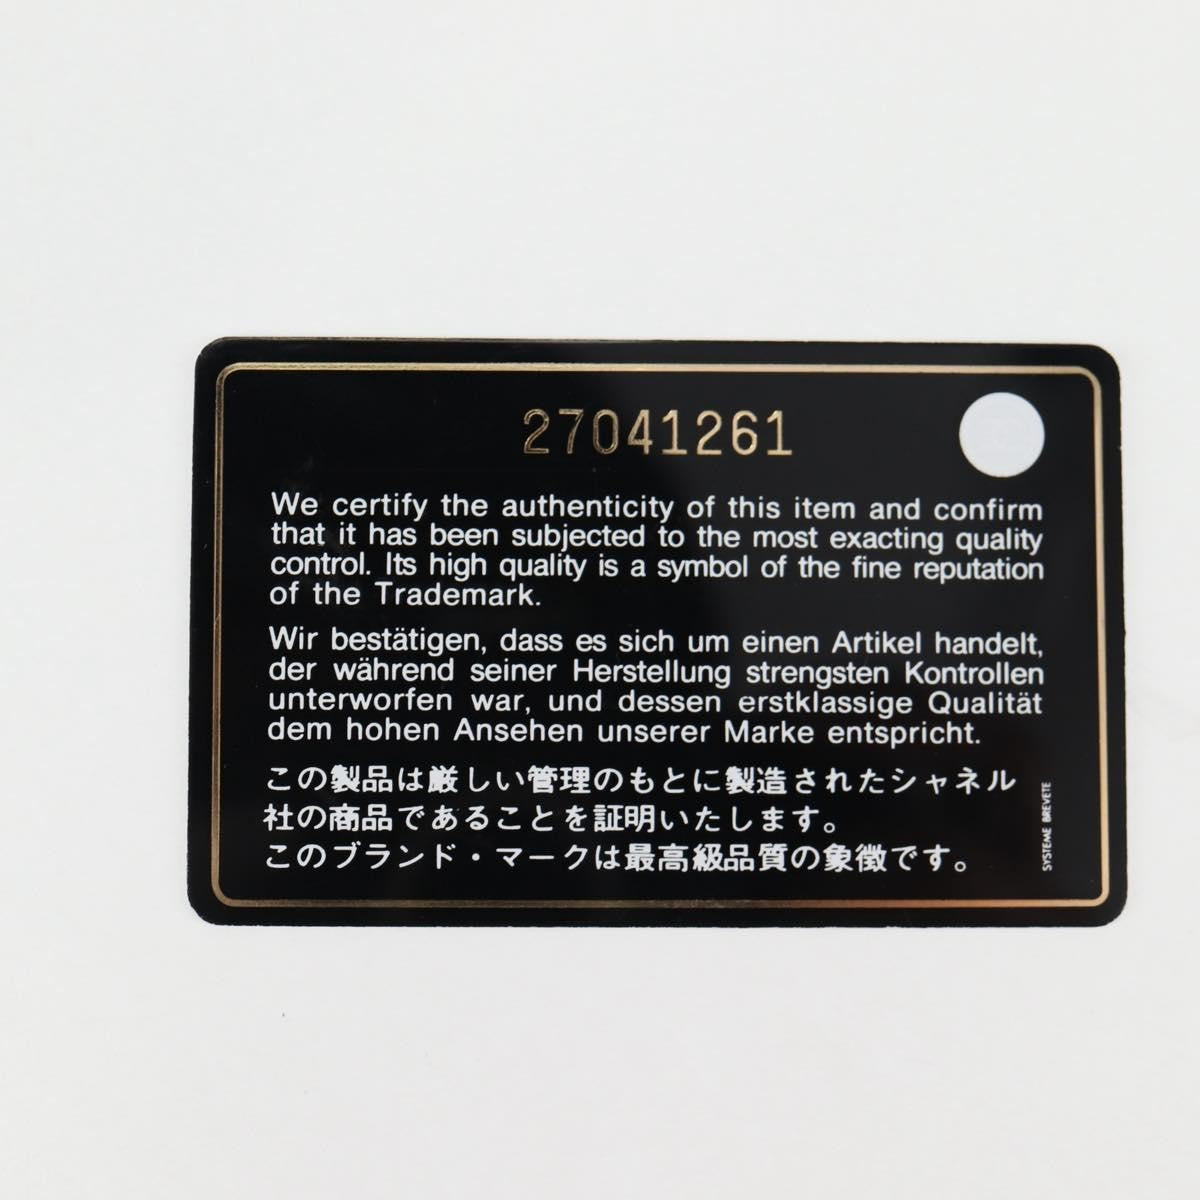 27041261
We certify the authenticity of this item and confirm
that it has been subjected to the most exacting quality
control. Its high quality is a symbol of the fine reputation
of the Trademark.
Wir bestätigen, dass es sich um einen Artikel handelt,
der während seiner Herstellung strengsten Kontrollen
unterworfen war, und dessen erstklassige Qualität
dem hohen Ansehen unserer Marke entspricht.
この製品は厳しい管理のもとに製造されたシャネル
社の商品であることを証明いたします。
このブランド・マークは最高級品質の象徴です。
SYSTEME BREVETE